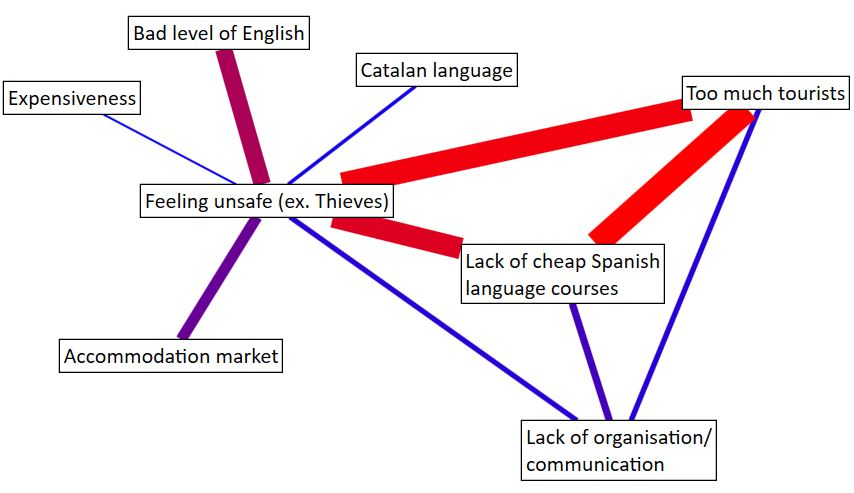 Bad level of English
Catalan language
Expensiveness
Too much tourists
Feeling unsafe (ex. Thieves)
Lack of cheap Spanish
language courses
Accommodation market
Lack of organisation/
communication